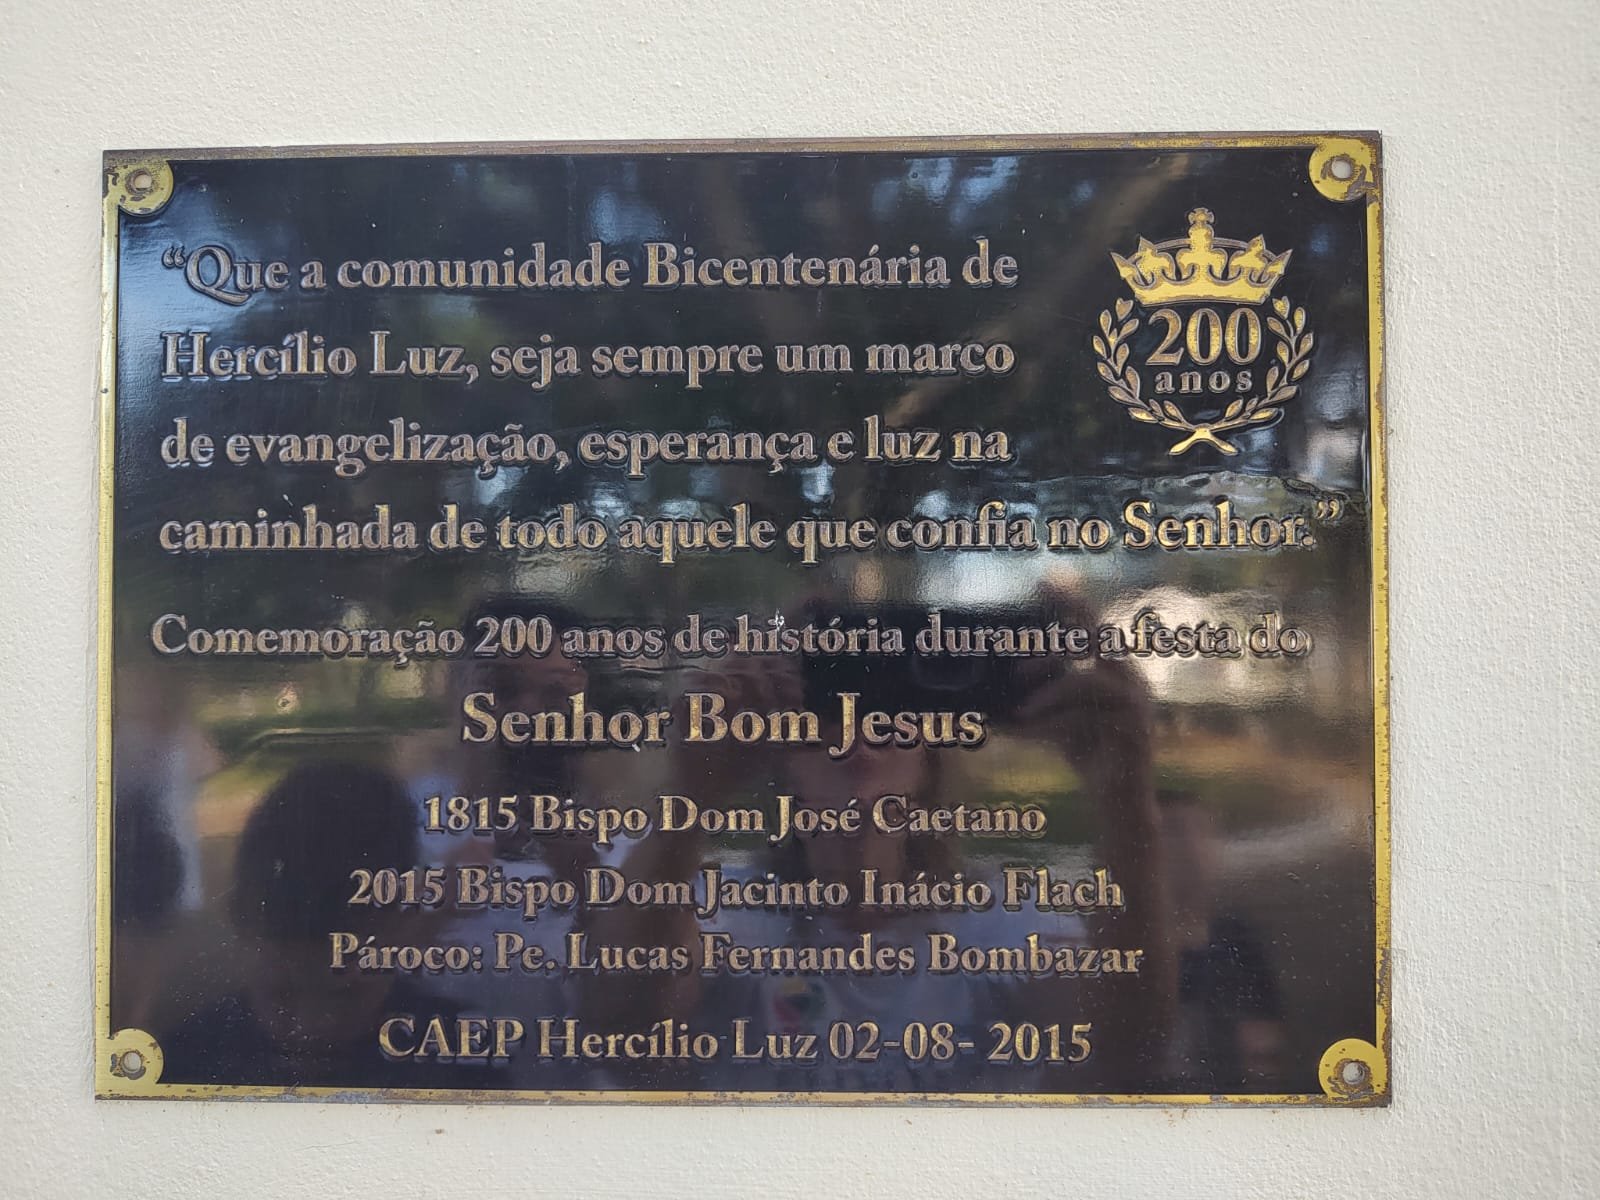 “Que a comunidade Bicentenária de
Hercílio Luz, seja sempre um marco
de evangelização, esperança e luz na
caminhada de todo aquele que confia no Senhor.”
200
anos
Comemoração 200 anos de história durante a festa do
Senhor Bom Jesus
1815 Bispo Dom José Caetano
2015 Bispo Dom Jacinto Inácio Flach
Pároco: Pe. Lucas Fernandes Bombazar
CAEP Hercílio Luz 02-08- 2015